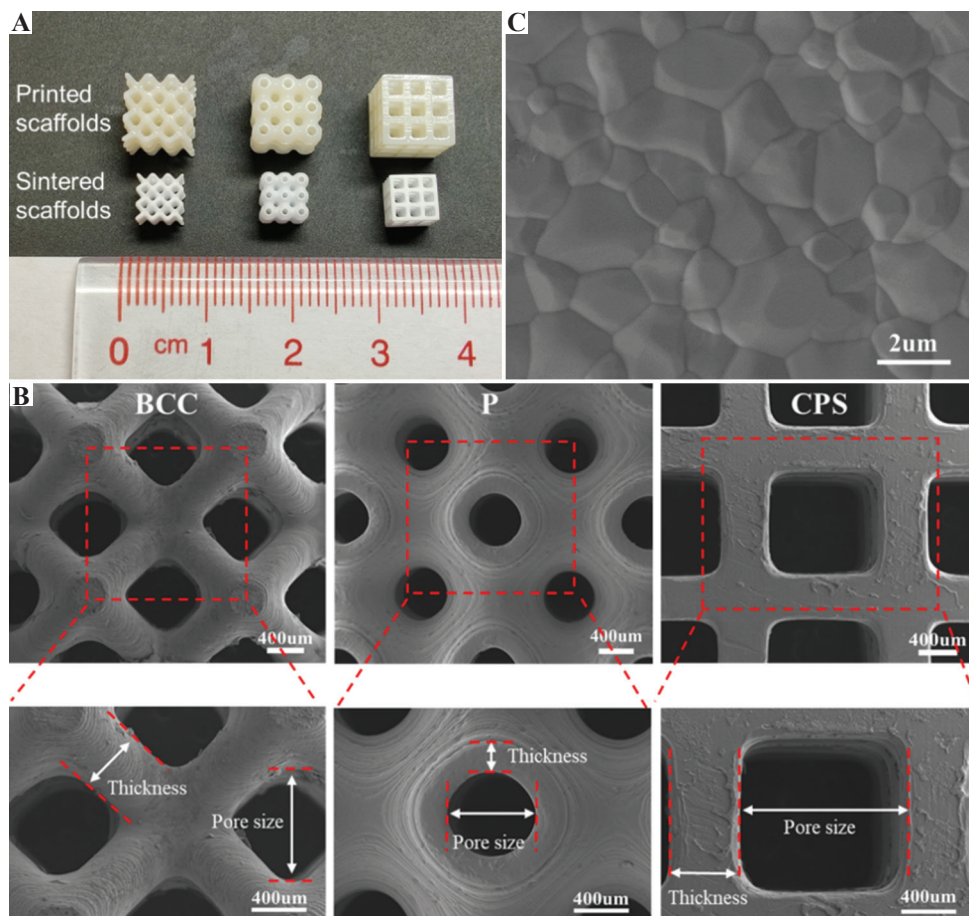 A
Printed
scaffolds
Sintered
scaffolds
0 cm 1 2 3 4
C
2um
B
BCC
400um
P
400um
CPS
400um
Thickness
Pore size
400um
Thickness
Pore size
400um
Pore size
Thickness
400um